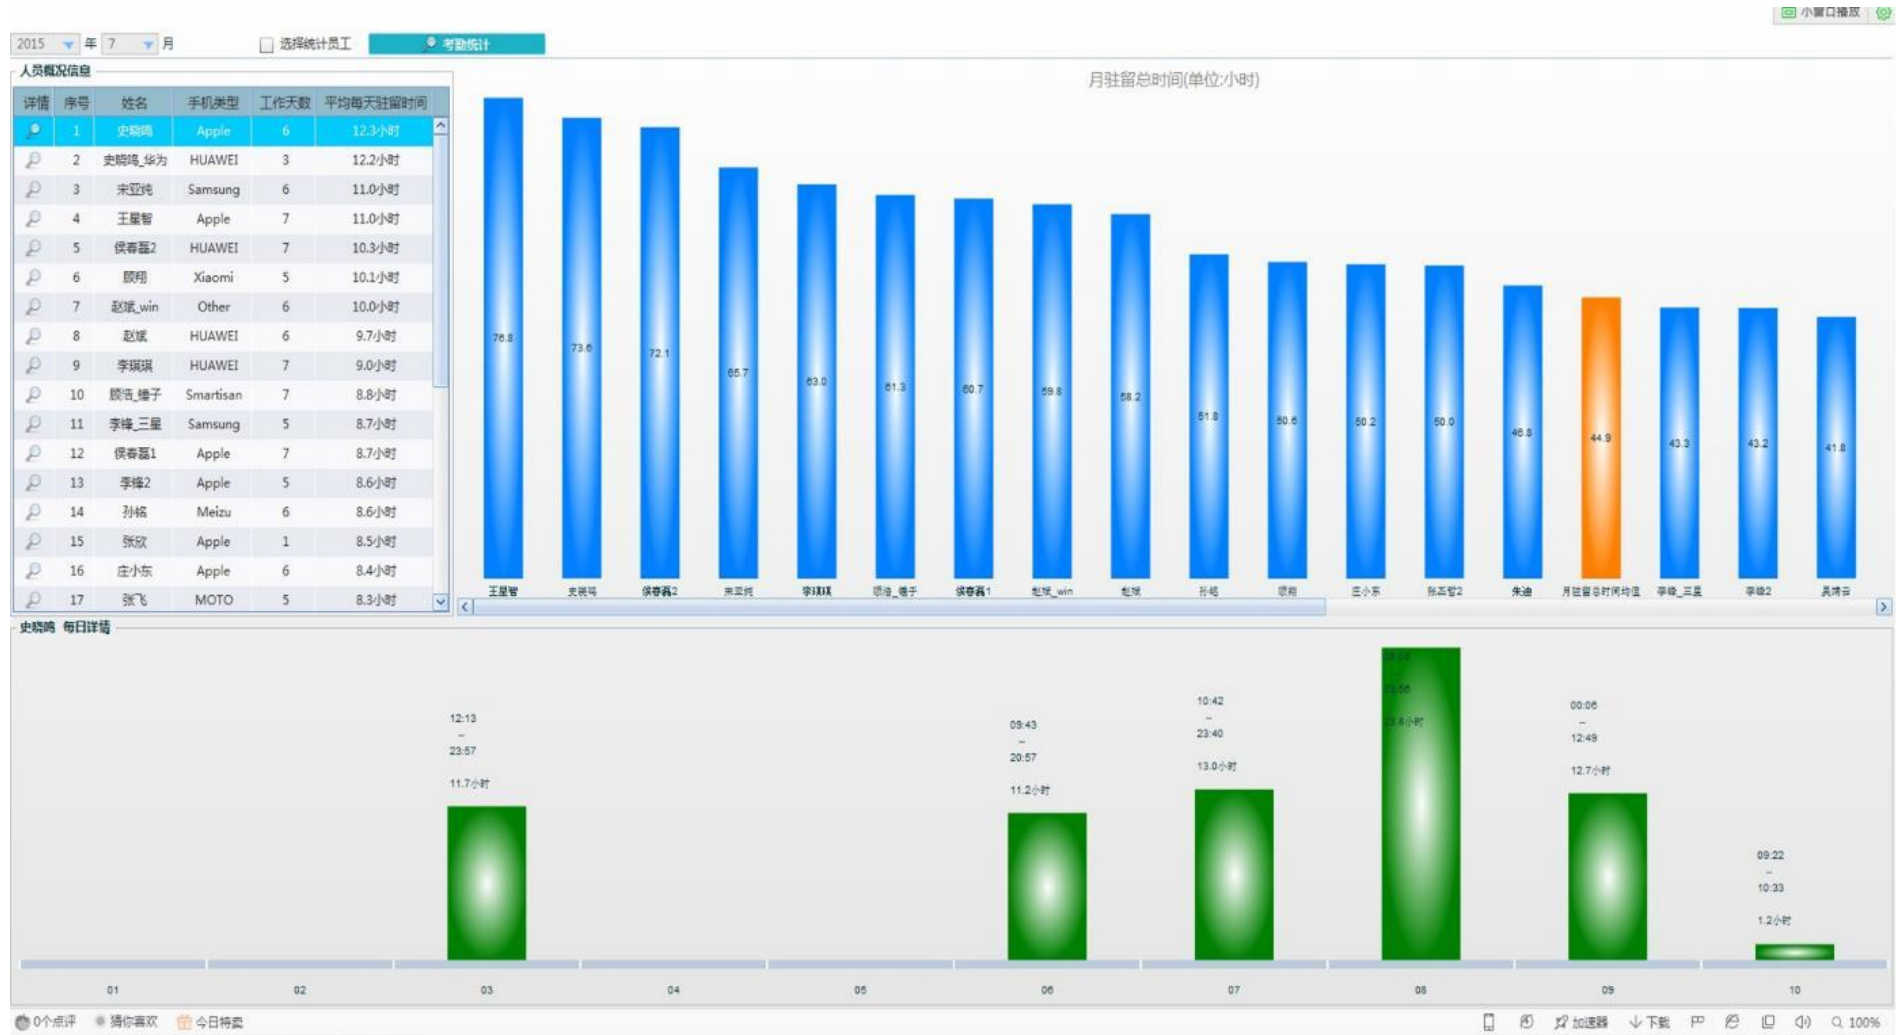 小窗口播放
2015 年 7 月 选择统计员工 考勤统计
人员概况信息
详情 序号 姓名 手机类型 工作天数 平均每天驻留时间
1 史晓鸣 Apple 6 12.3小时
2 史晓鸣_华为 HUAWEI 3 12.2小时
3 宋亚纯 Samsung 6 11.0小时
4 王星智 Apple 7 11.0小时
5 侯春磊2 HUAWEI 7 10.3小时
6 顾翔 Xiaomi 5 10.1小时
7 赵斌_win Other 6 10.0小时
8 赵斌 HUAWEI 6 9.7小时
9 李琪琪 HUAWEI 7 9.0小时
10 顾浩_锤子 Smartisan 7 8.8小时
11 李锋_三星 Samsung 5 8.7小时
12 侯春磊1 Apple 7 8.7小时
13 李锋2 Apple 5 8.6小时
14 孙铭 Meizu 6 8.6小时
15 张欣 Apple 1 8.5小时
16 庄小东 Apple 6 8.4小时
17 张飞 MOTO 5 8.3小时
月驻留总时间(单位:小时)
76.8 73.6 72.1 65.7 63.0 61.3 60.7 59.8 58.2 51.8 50.6 50.2 50.0 46.8 44.9 43.3 43.2 41.8
王星智 史晓鸣 侯春磊2 宋亚纯 李琪琪 顾浩_锤子 侯春磊1 赵斌_win 赵斌 孙铭 顾翔 庄小东 朱迪 月驻留总时间均值 李锋_三星 李锋2
史晓鸣 每日详情
12:13
--
23:57
11.7小时
09:43
--
20:57
11.2小时
10:42
--
23:40
13.0小时
23.8小时
00:06
--
12:49
12.7小时
09:22
--
10:33
1.2小时
01 02 03 04 05 06 07 08 09 10
0个点评 猜你喜欢 今日特卖 加速器 下载 100%